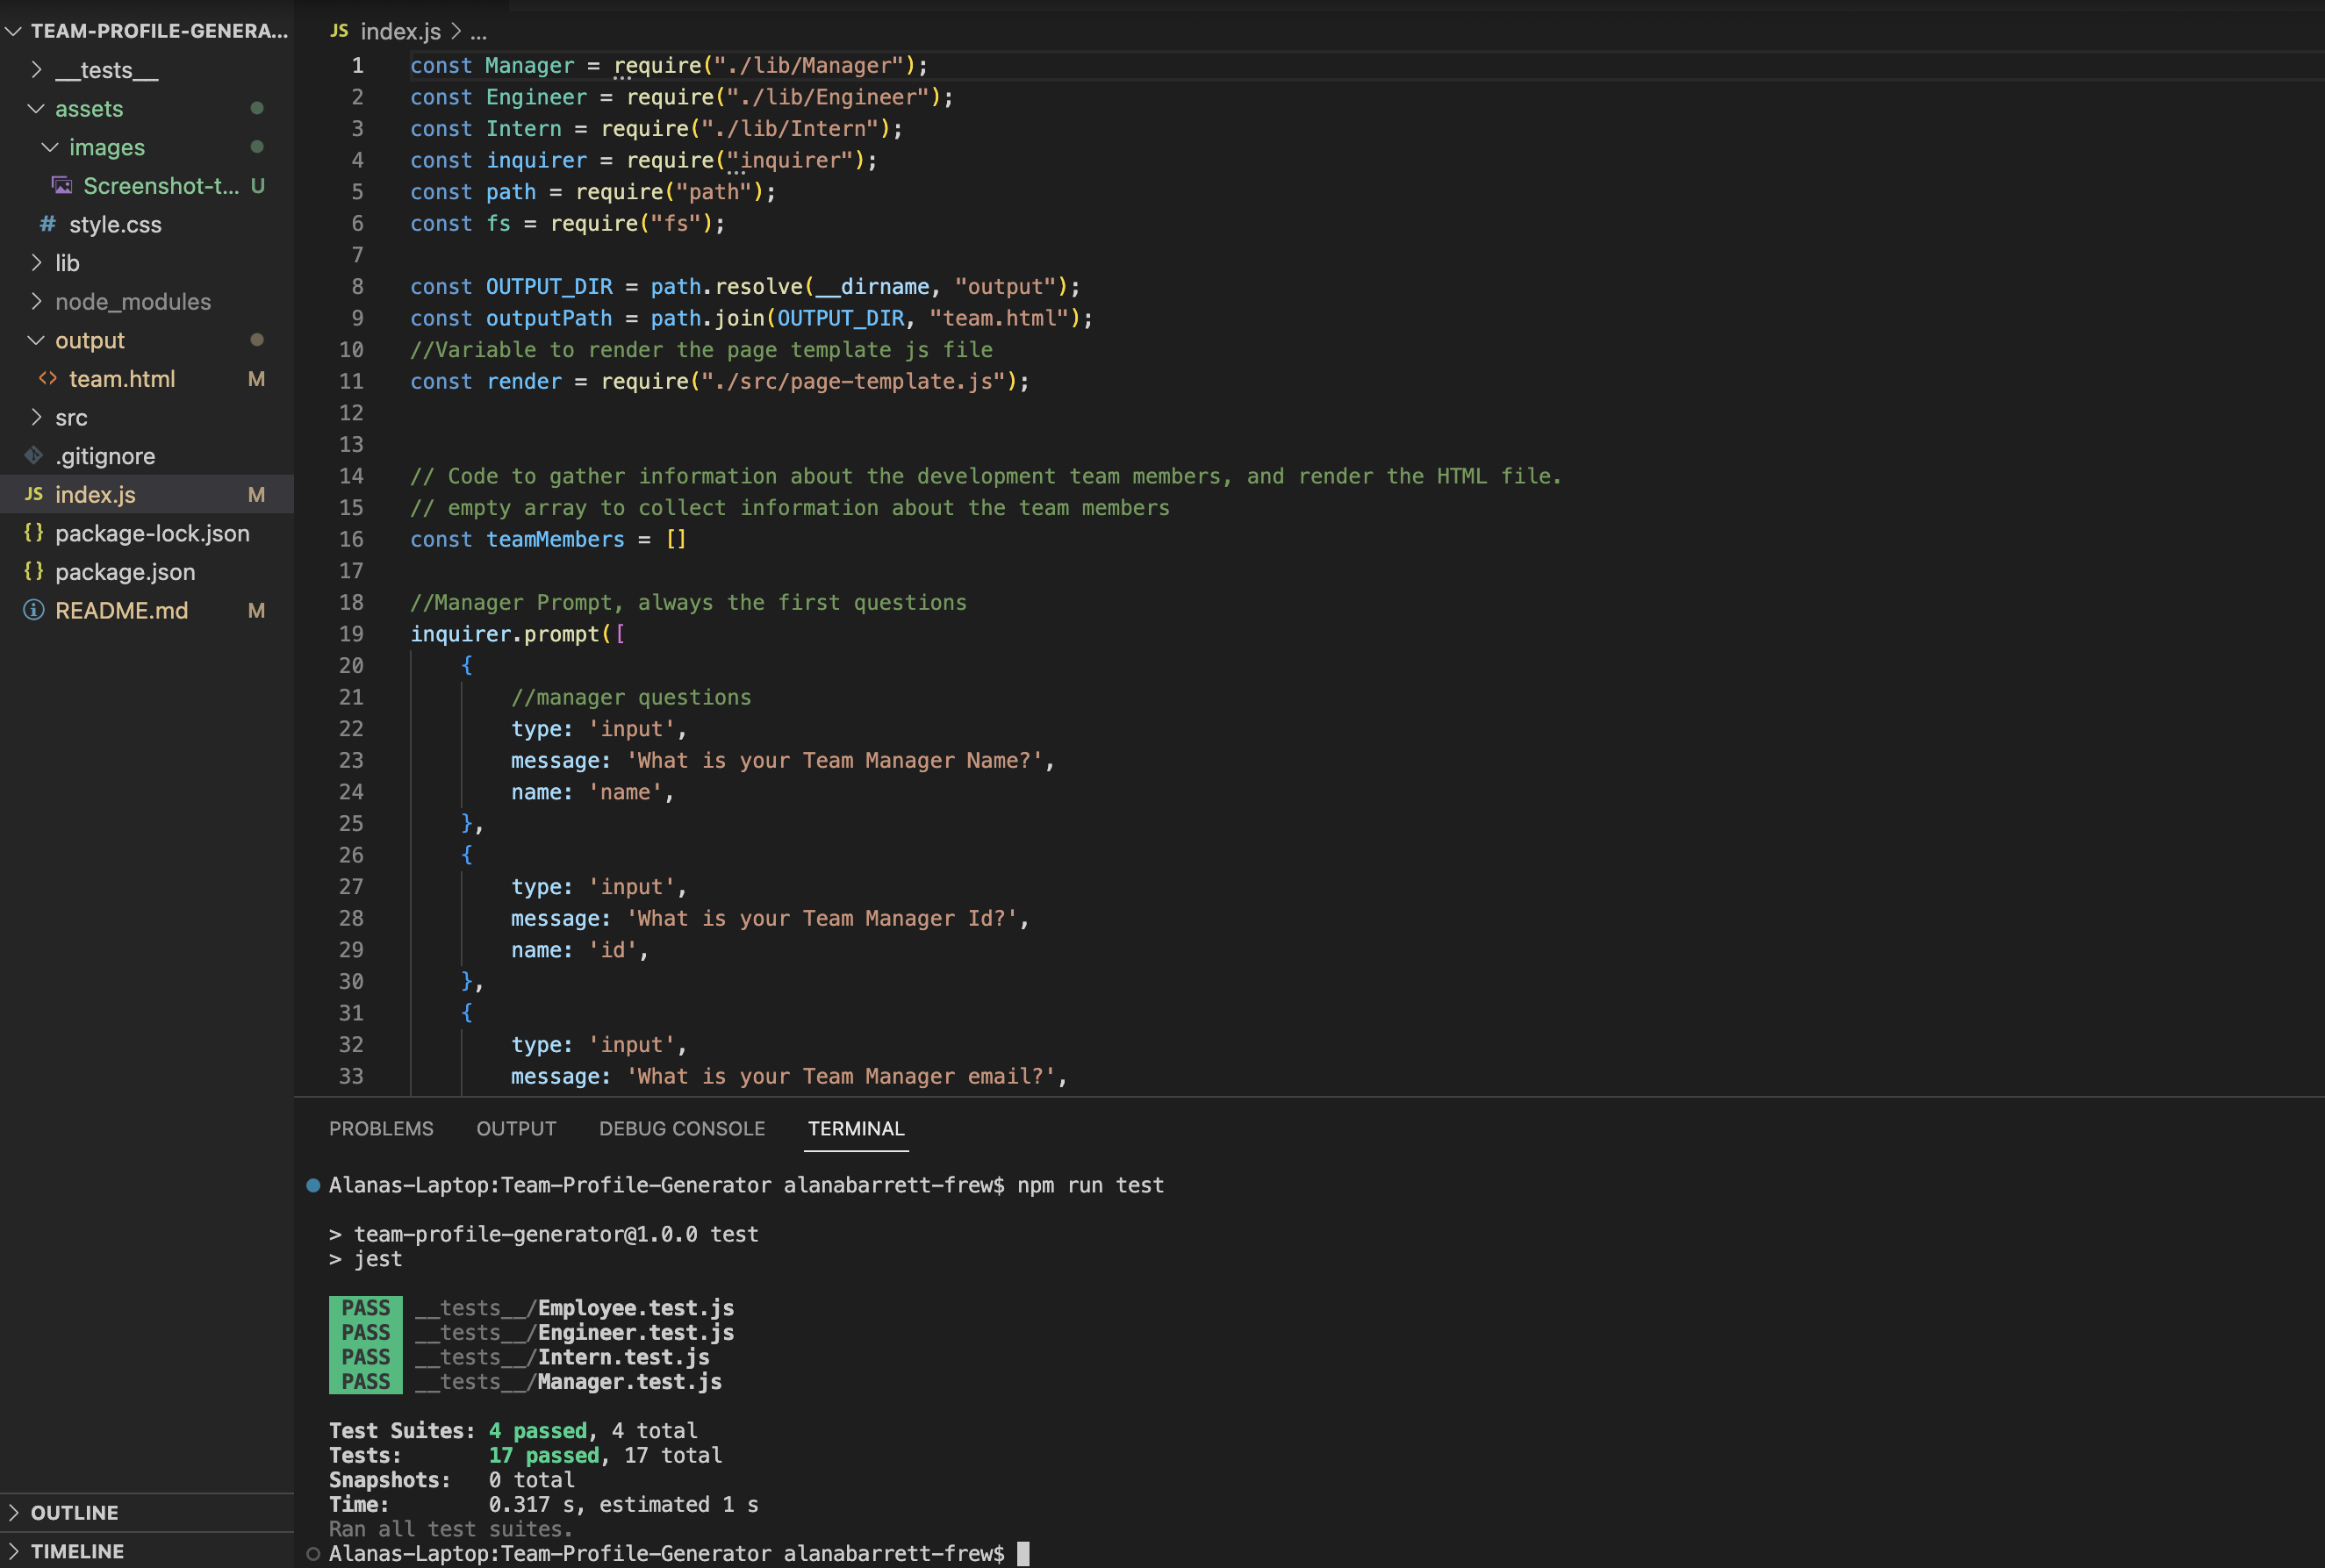 TEAM-PROFILE-GENERA...
__tests__
assets
images
Screenshot-t... U
style.css
lib
node_modules
output
team.html M
src
.gitignore
JS index.js M
package-lock.json
package.json
README.md M
OUTLINE
TIMELINE
JS index.js > ...
1 const Manager = require("./lib/Manager");
2 const Engineer = require("./lib/Engineer");
3 const Intern = require("./lib/Intern");
4 const inquirer = require("inquirer");
5 const path = require("path");
6 const fs = require("fs");
7
8 const OUTPUT_DIR = path.resolve(__dirname, "output");
9 const outputPath = path.join(OUTPUT_DIR, "team.html");
10 //Variable to render the page template js file
11 const render = require("./src/page-template.js");
12
13
14 // Code to gather information about the development team members, and render the HTML file.
15 // empty array to collect information about the team members
16 const teamMembers = []
17
18 //Manager Prompt, always the first questions
19 inquirer.prompt([
20 {
21 //manager questions
22 type: 'input',
23 message: 'What is your Team Manager Name?',
24 name: 'name',
25 },
26 {
27 type: 'input',
28 message: 'What is your Team Manager Id?',
29 name: 'id',
30 },
31 {
32 type: 'input',
33 message: 'What is your Team Manager email?',
PROBLEMS OUTPUT DEBUG CONSOLE TERMINAL
Alanas-Laptop:Team-Profile-Generator alanabarrett-frew$ npm run test
> team-profile-generator@1.0.0 test
> jest
PASS __tests__/Employee.test.js
PASS __tests__/Engineer.test.js
PASS __tests__/Intern.test.js
PASS __tests__/Manager.test.js
Test Suites: 4 passed, 4 total
Tests: 17 passed, 17 total
Snapshots: 0 total
Time: 0.317 s, estimated 1 s
Ran all test suites.
Alanas-Laptop:Team-Profile-Generator alanabarrett-frew$